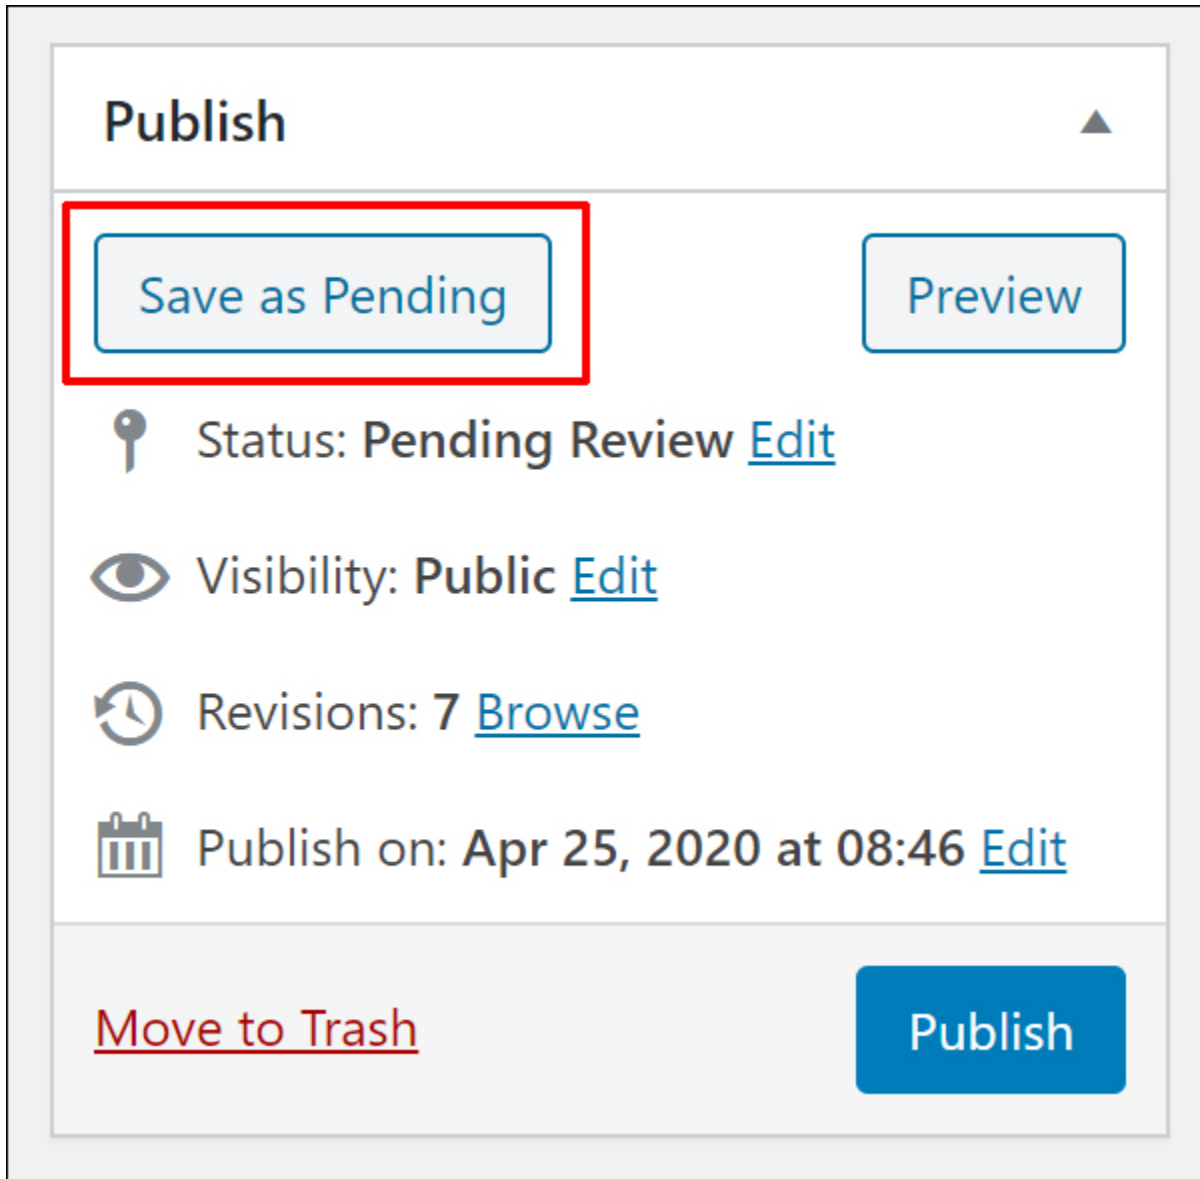 Publish
Save as Pending
Preview
Status: Pending Review Edit
Visibility: Public Edit
Revisions: 7 Browse
Publish on: Apr 25, 2020 at 08:46 Edit
Move to Trash
Publish